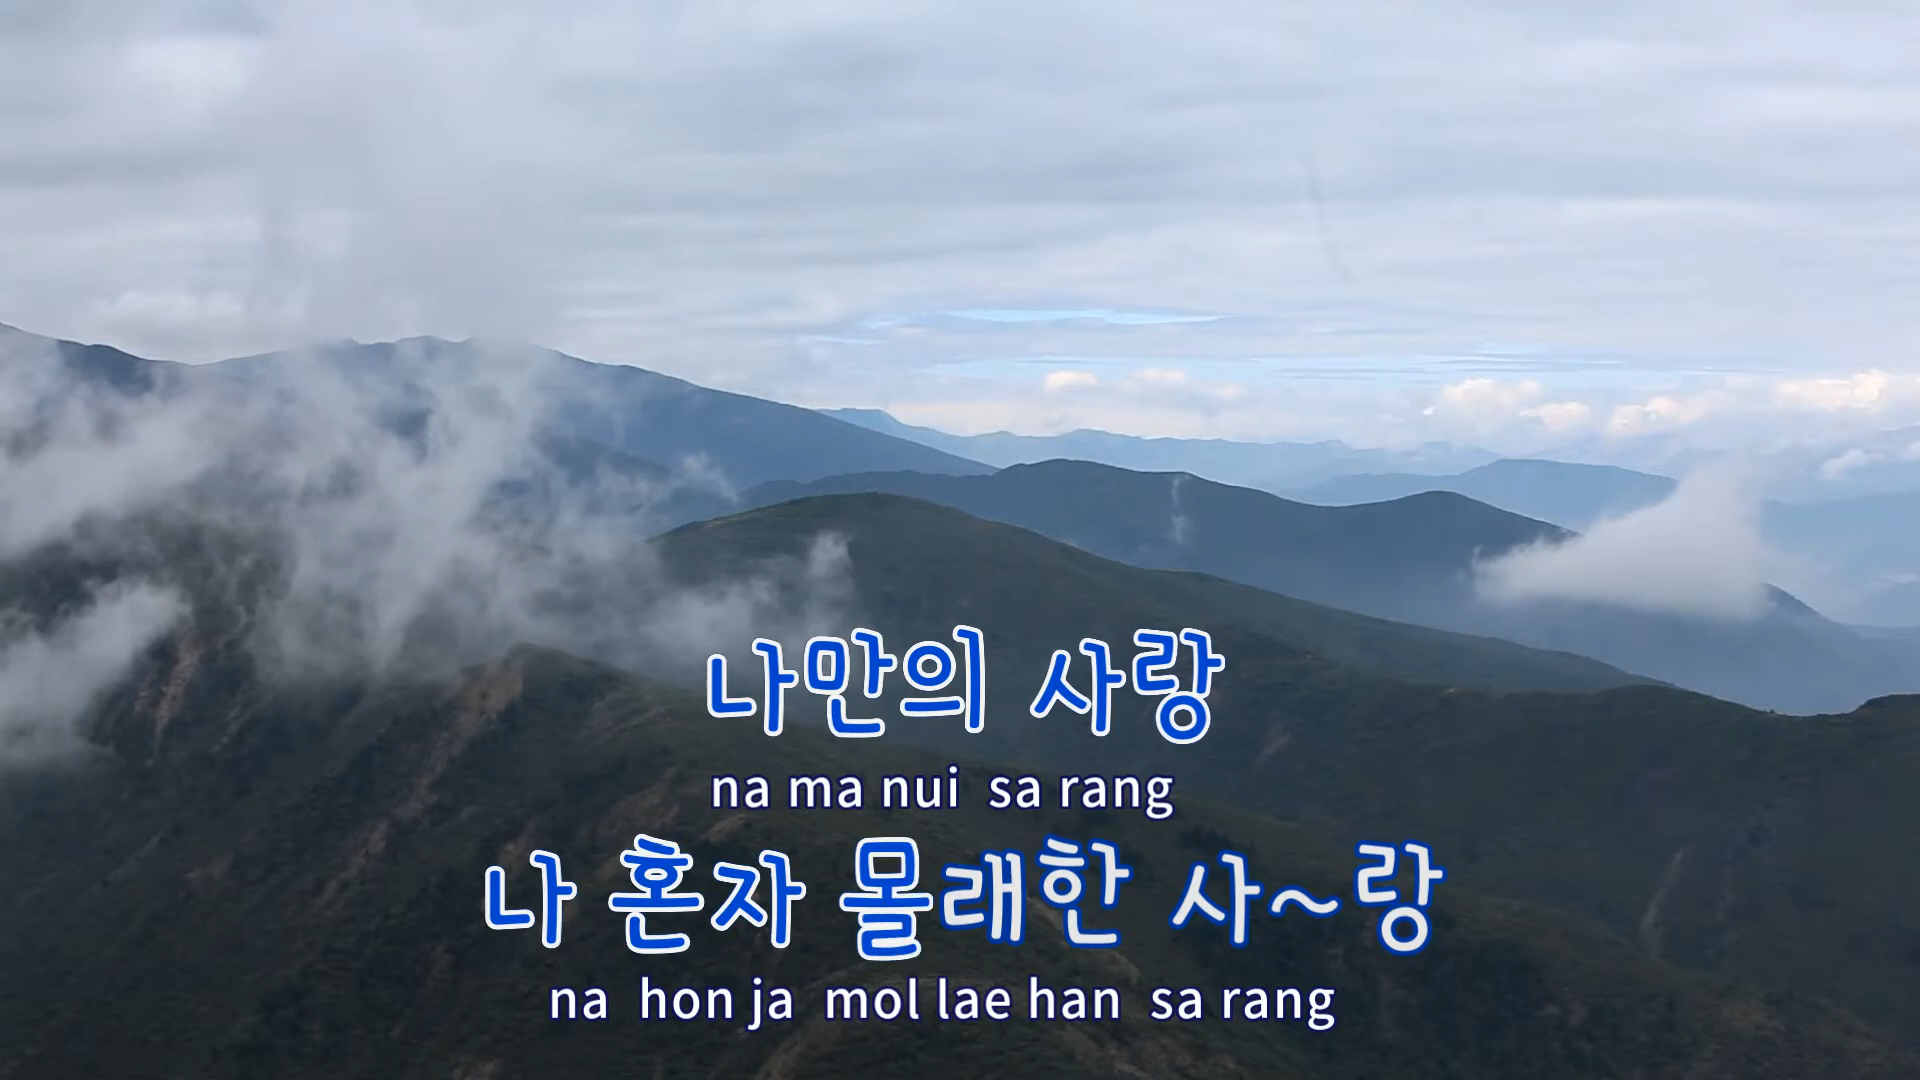 나만의 사랑
na ma nui sa rang
나 혼자 몰래한 사~랑
na hon ja mol lae han sa rang